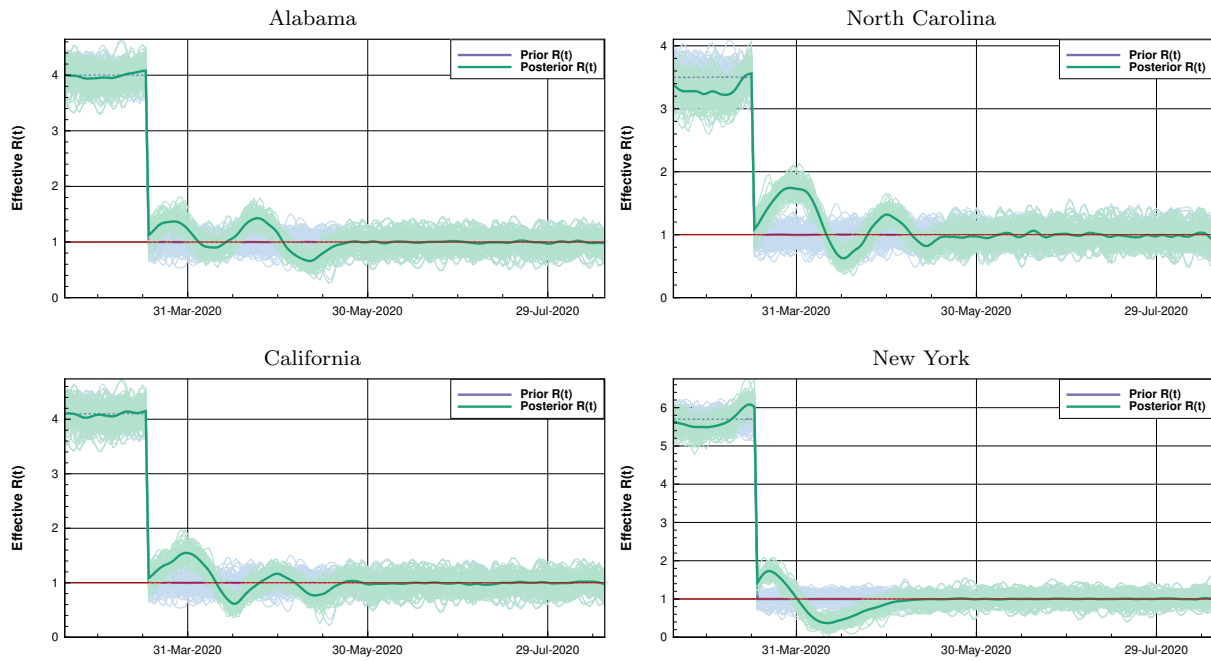 Alabama
Prior R(t)
Posterior R(t)
Effective R(t)
4
3
2
1
0
31-Mar-2020 30-May-2020 29-Jul-2020
North Carolina
Prior R(t)
Posterior R(t)
Effective R(t)
4
3
2
1
0
31-Mar-2020 30-May-2020 29-Jul-2020
California
Prior R(t)
Posterior R(t)
Effective R(t)
4
3
2
1
0
31-Mar-2020 30-May-2020 29-Jul-2020
New York
Prior R(t)
Posterior R(t)
Effective R(t)
6
5
4
3
2
1
0
31-Mar-2020 30-May-2020 29-Jul-2020